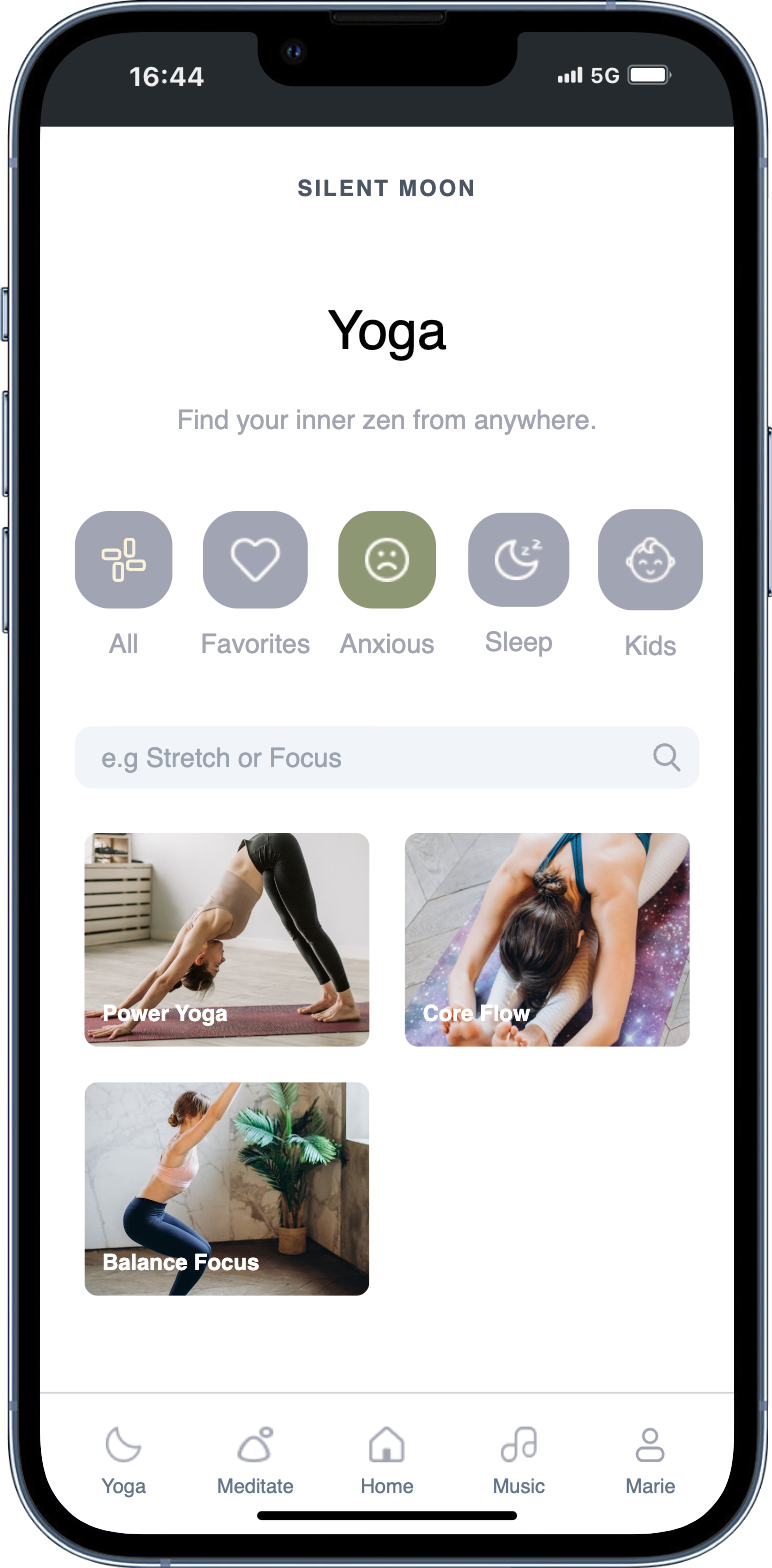 16:44 5G
SILENT MOON
Yoga
Find your inner zen from anywhere.
All Favorites Anxious Sleep Kids
e.g Stretch or Focus
Power Yoga Core Flow
Balance Focus
Yoga Meditate Home Music Marie